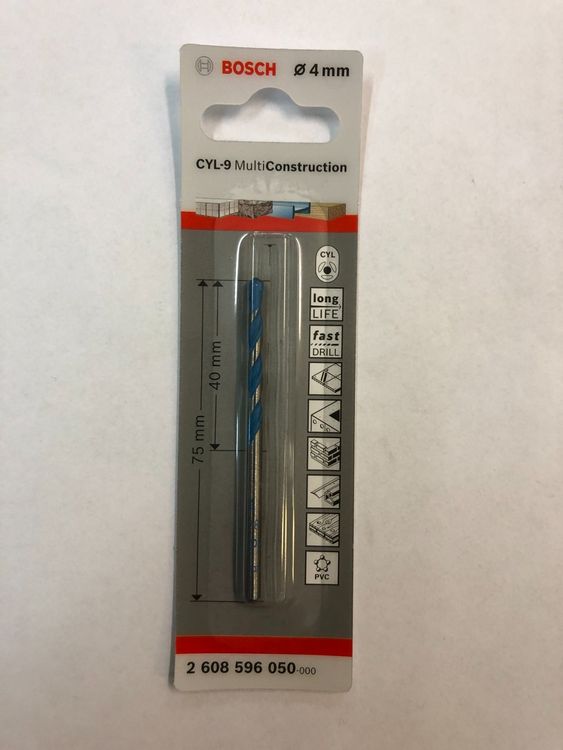 BOSCH Ø 4 mm
CYL-9 MultiConstruction
CYL
long
LIFE
fast
DRILL
40 mm
75 mm
PVC
2 608 596 050-000